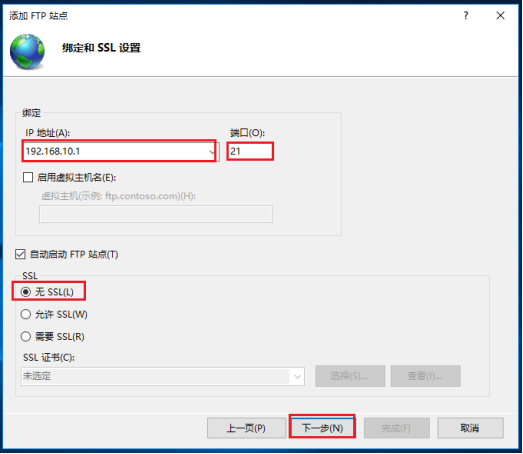 添加 FTP 站点
?
绑定和 SSL 设置
绑定
IP 地址(A): 端口(O):
192.168.10.1 21
启用虚拟主机名(E):
虚拟主机(示例: ftp.contoso.com)(H):
自动启动 FTP 站点(T)
SSL
无 SSL(L)
允许 SSL(W)
需要 SSL(R)
SSL 证书(C):
未选定 选择(S)... 查看(I)...
上一页(P) 下一步(N) 完成(F) 取消